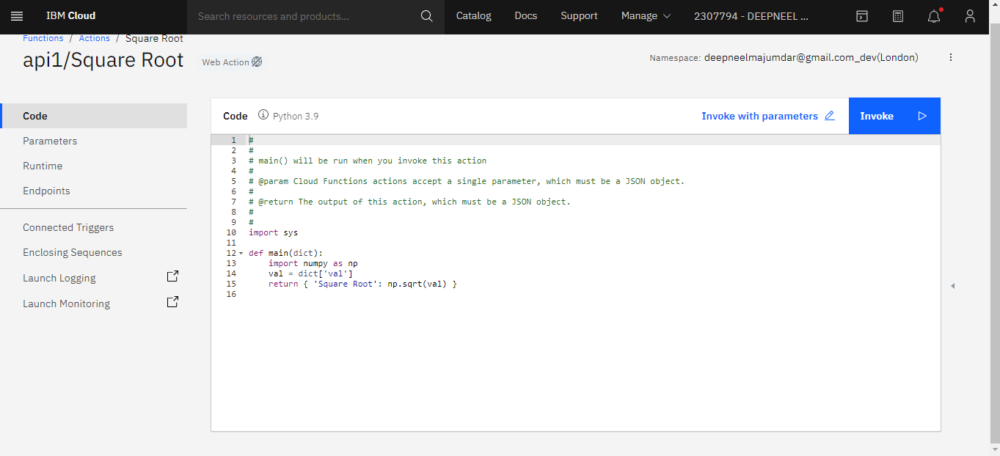 IBM Cloud
Search resources and products...
Catalog
Docs
Support
Manage
2307794 - DEEPNEEL ...
Functions / Actions / Square Root
api1/Square Root
Web Action
Namespace: deepneelmajumdar@gmail.com_dev(London)
Code
Parameters
Runtime
Endpoints
Connected Triggers
Enclosing Sequences
Launch Logging
Launch Monitoring
Code
Python 3.9
Invoke with parameters
Invoke
1 #
2 #
3 # main() will be run when you invoke this action
4 #
5 # @param Cloud Functions actions accept a single parameter, which must be a JSON object.
6 #
7 # @return The output of this action, which must be a JSON object.
8 #
9 #
10 import sys
11
12 def main(dict):
13     import numpy as np
14     val = dict['val']
15     return { 'Square Root': np.sqrt(val) }
16